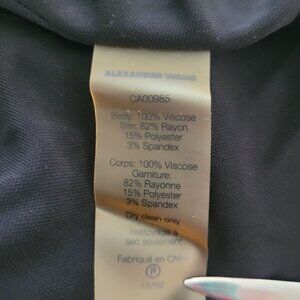 ALEXANDER WANG
CA00985
Body: 100% Viscose
Trim: 82% Rayon
15% Polyester
3% Spandex
Corps: 100% Viscose
Garniture:
82% Rayonne
15% Polyester
3% Spandex
Dry clean only
Nettoyage a
sec seulement
Fabriqué en Chine
P